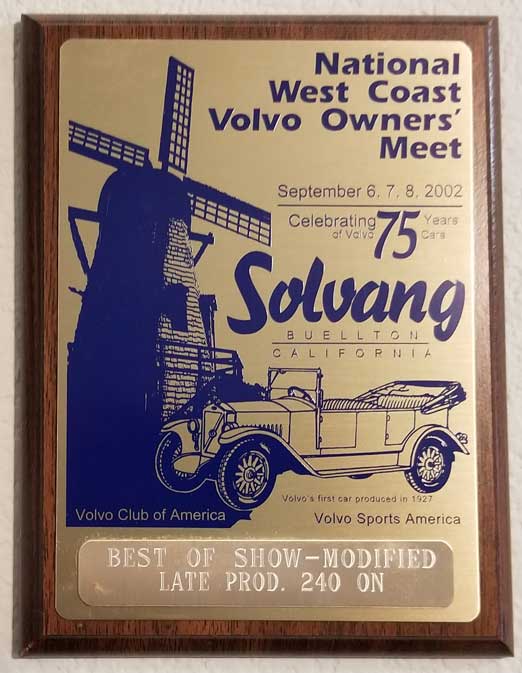 National
West Coast
Volvo Owners'
Meet
September 6, 7, 8, 2002
Celebrating 75 Years
of Volvo Cars
Solvang
BUELLTON
CALIFORNIA
Volvo's first car produced in 1927
Volvo Club of America
Volvo Sports America
BEST OF SHOW-MODIFIED
LATE PROD. 240 ON